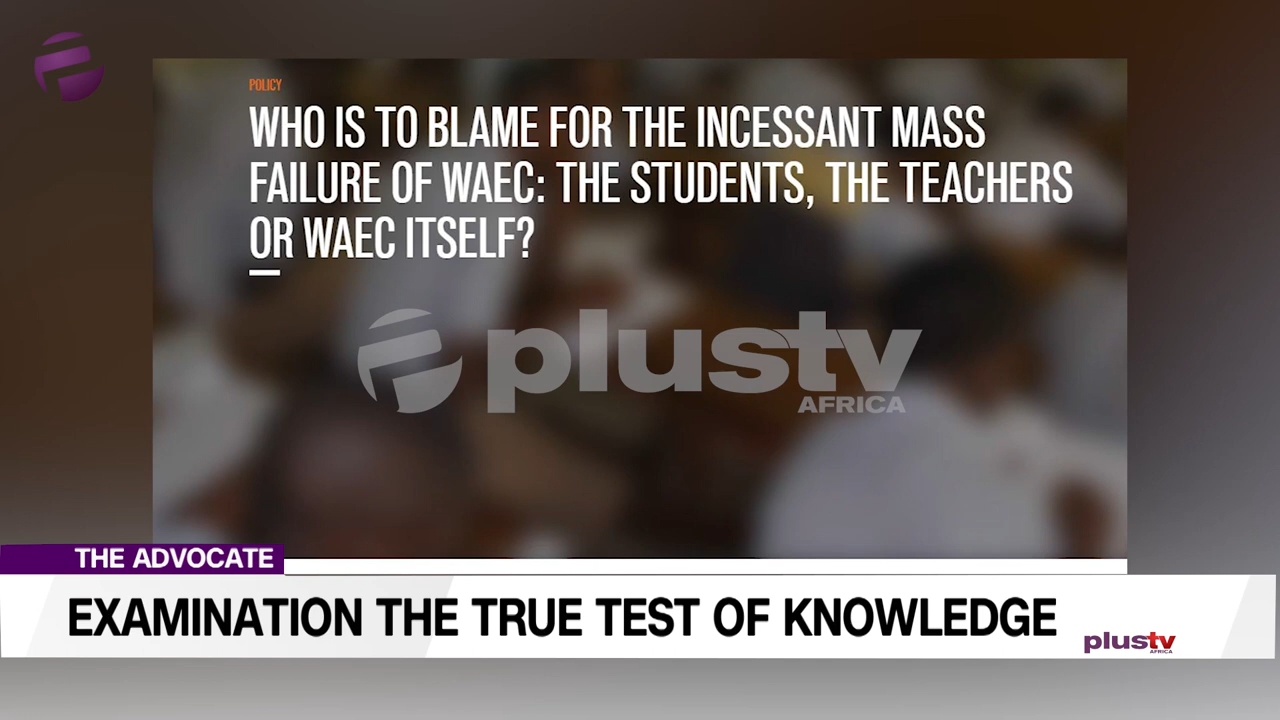 POLICY
WHO IS TO BLAME FOR THE INCESSANT MASS
FAILURE OF WAEC: THE STUDENTS, THE TEACHERS
OR WAEC ITSELF?
plustv
AFRICA
THE ADVOCATE
EXAMINATION THE TRUE TEST OF KNOWLEDGE
plustv
AFRICA